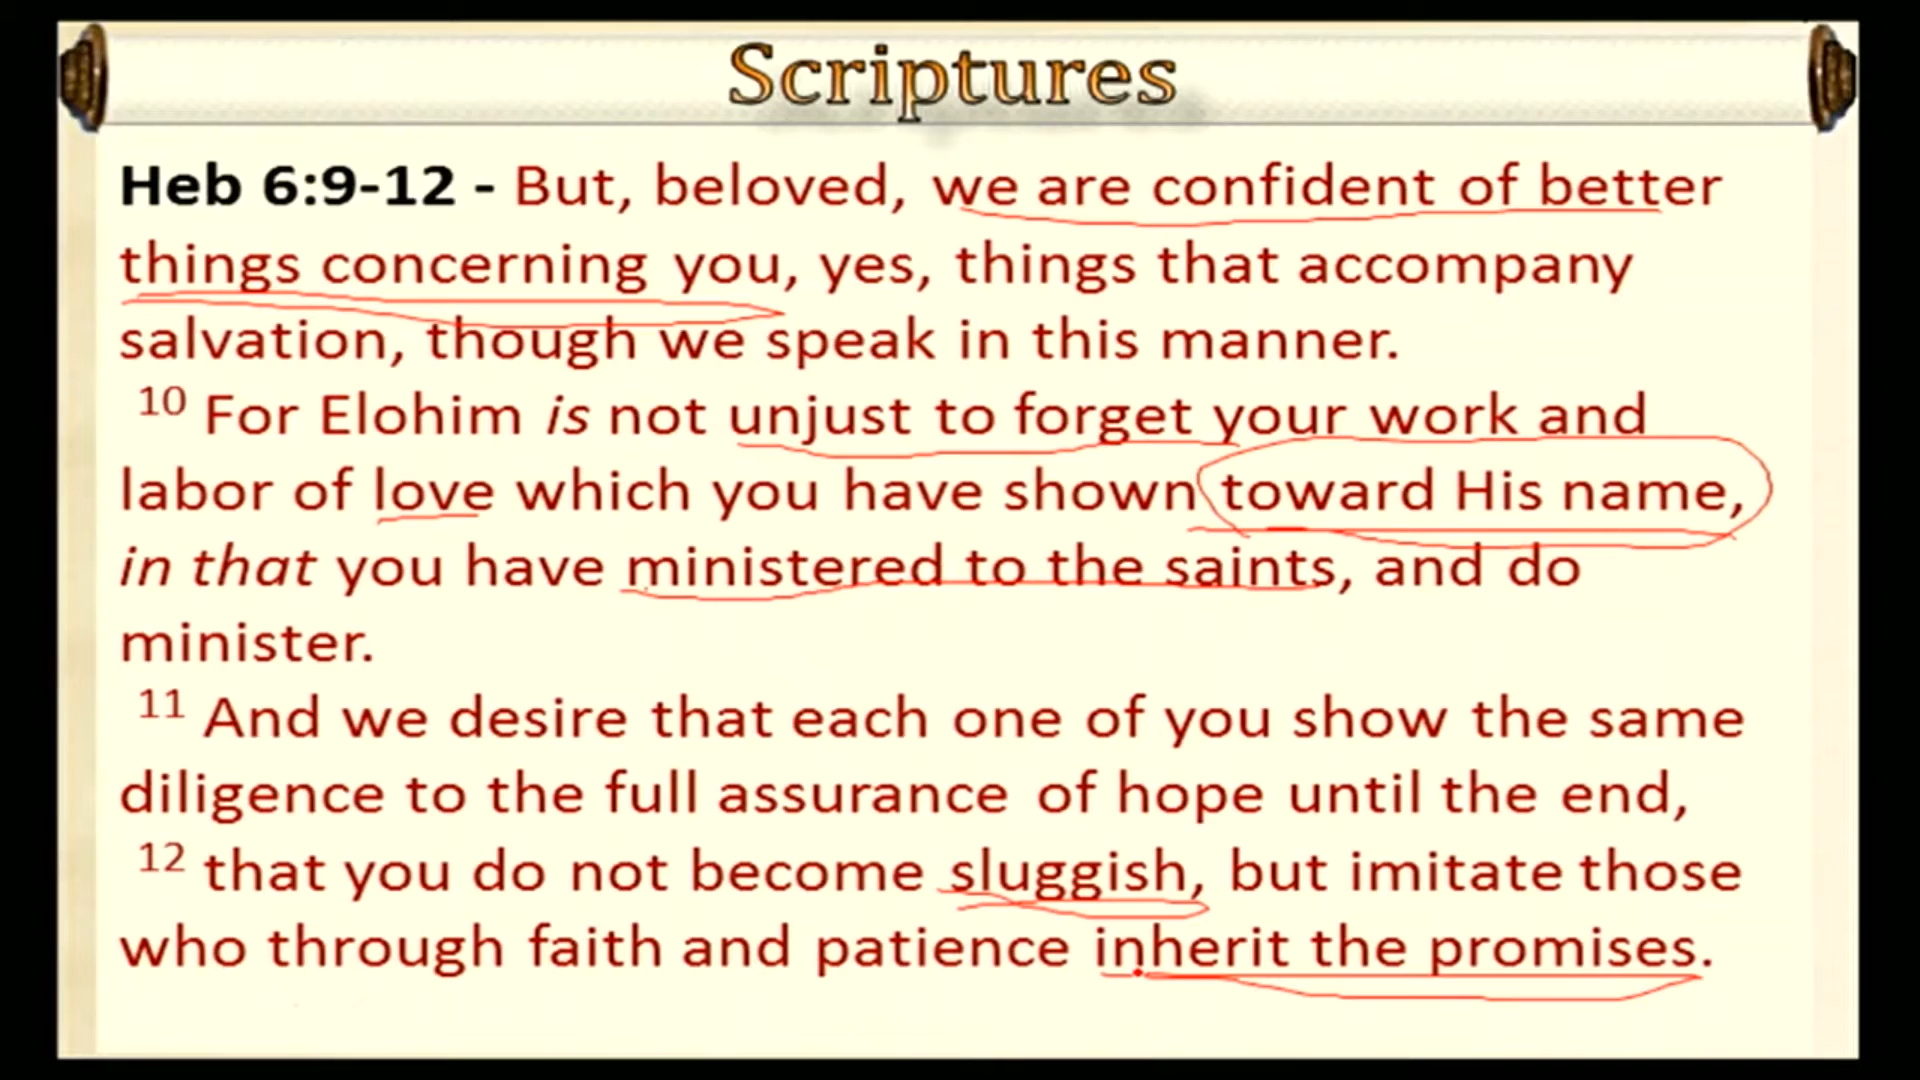 Scriptures
Heb 6:9-12 - But, beloved, we are confident of better
things concerning you, yes, things that accompany
salvation, though we speak in this manner.
10 For Elohim is not unjust to forget your work and
labor of love which you have shown toward His name,
in that you have ministered to the saints, and do
minister.
11 And we desire that each one of you show the same
diligence to the full assurance of hope until the end,
12 that you do not become sluggish, but imitate those
who through faith and patience inherit the promises.